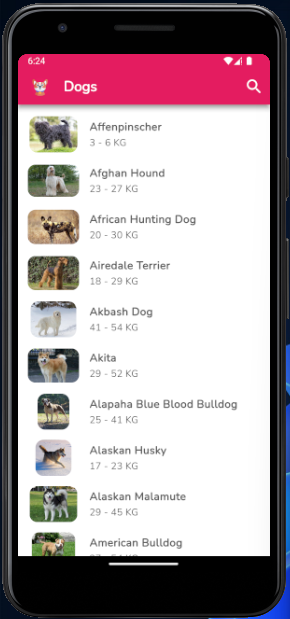 6:24
Dogs
Affenpinscher
3 - 6 KG
Afghan Hound
23 - 27 KG
African Hunting Dog
20 - 30 KG
Airedale Terrier
18 - 29 KG
Akbash Dog
41 - 54 KG
Akita
29 - 52 KG
Alapaha Blue Blood Bulldog
25 - 41 KG
Alaskan Husky
17 - 23 KG
Alaskan Malamute
29 - 45 KG
American Bulldog